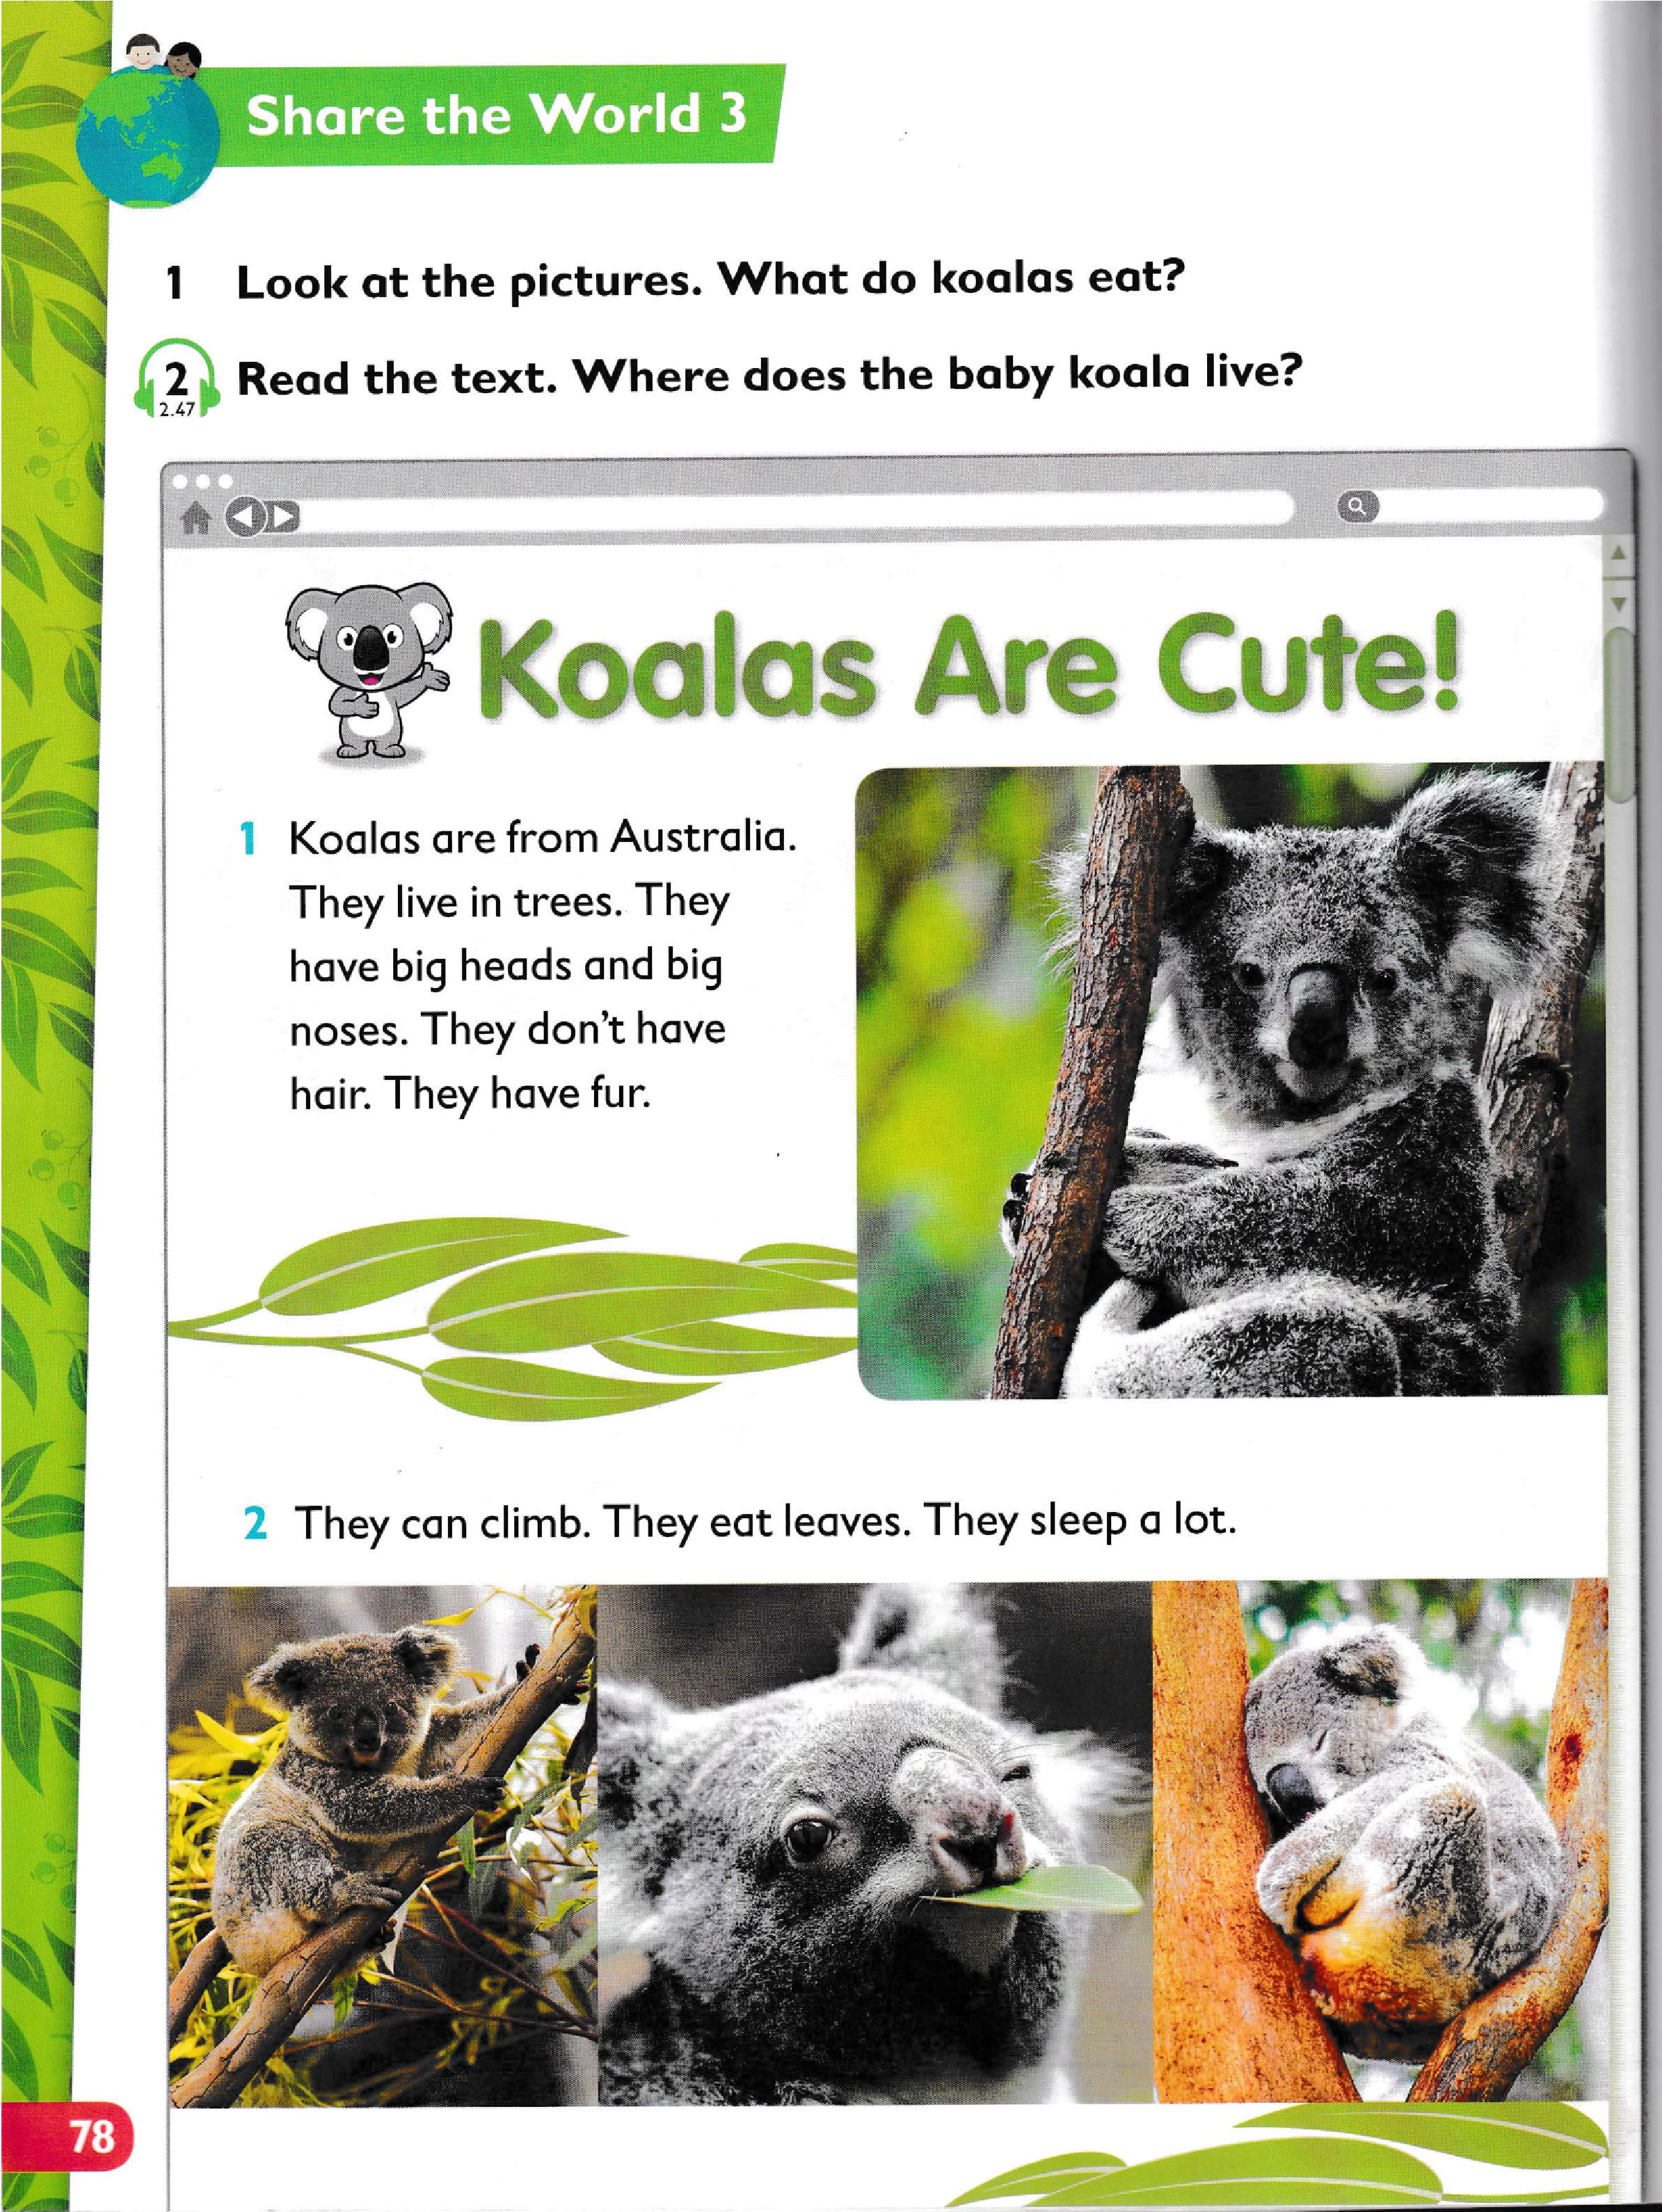 Share the World 3
1 Look at the pictures. What do koalas eat?
2 Read the text. Where does the baby koala live?
2.47
Koalas Are Cute!
1 Koalas are from Australia.
They live in trees. They
have big heads and big
noses. They don't have
hair. They have fur.
2 They can climb. They eat leaves. They sleep a lot.
78